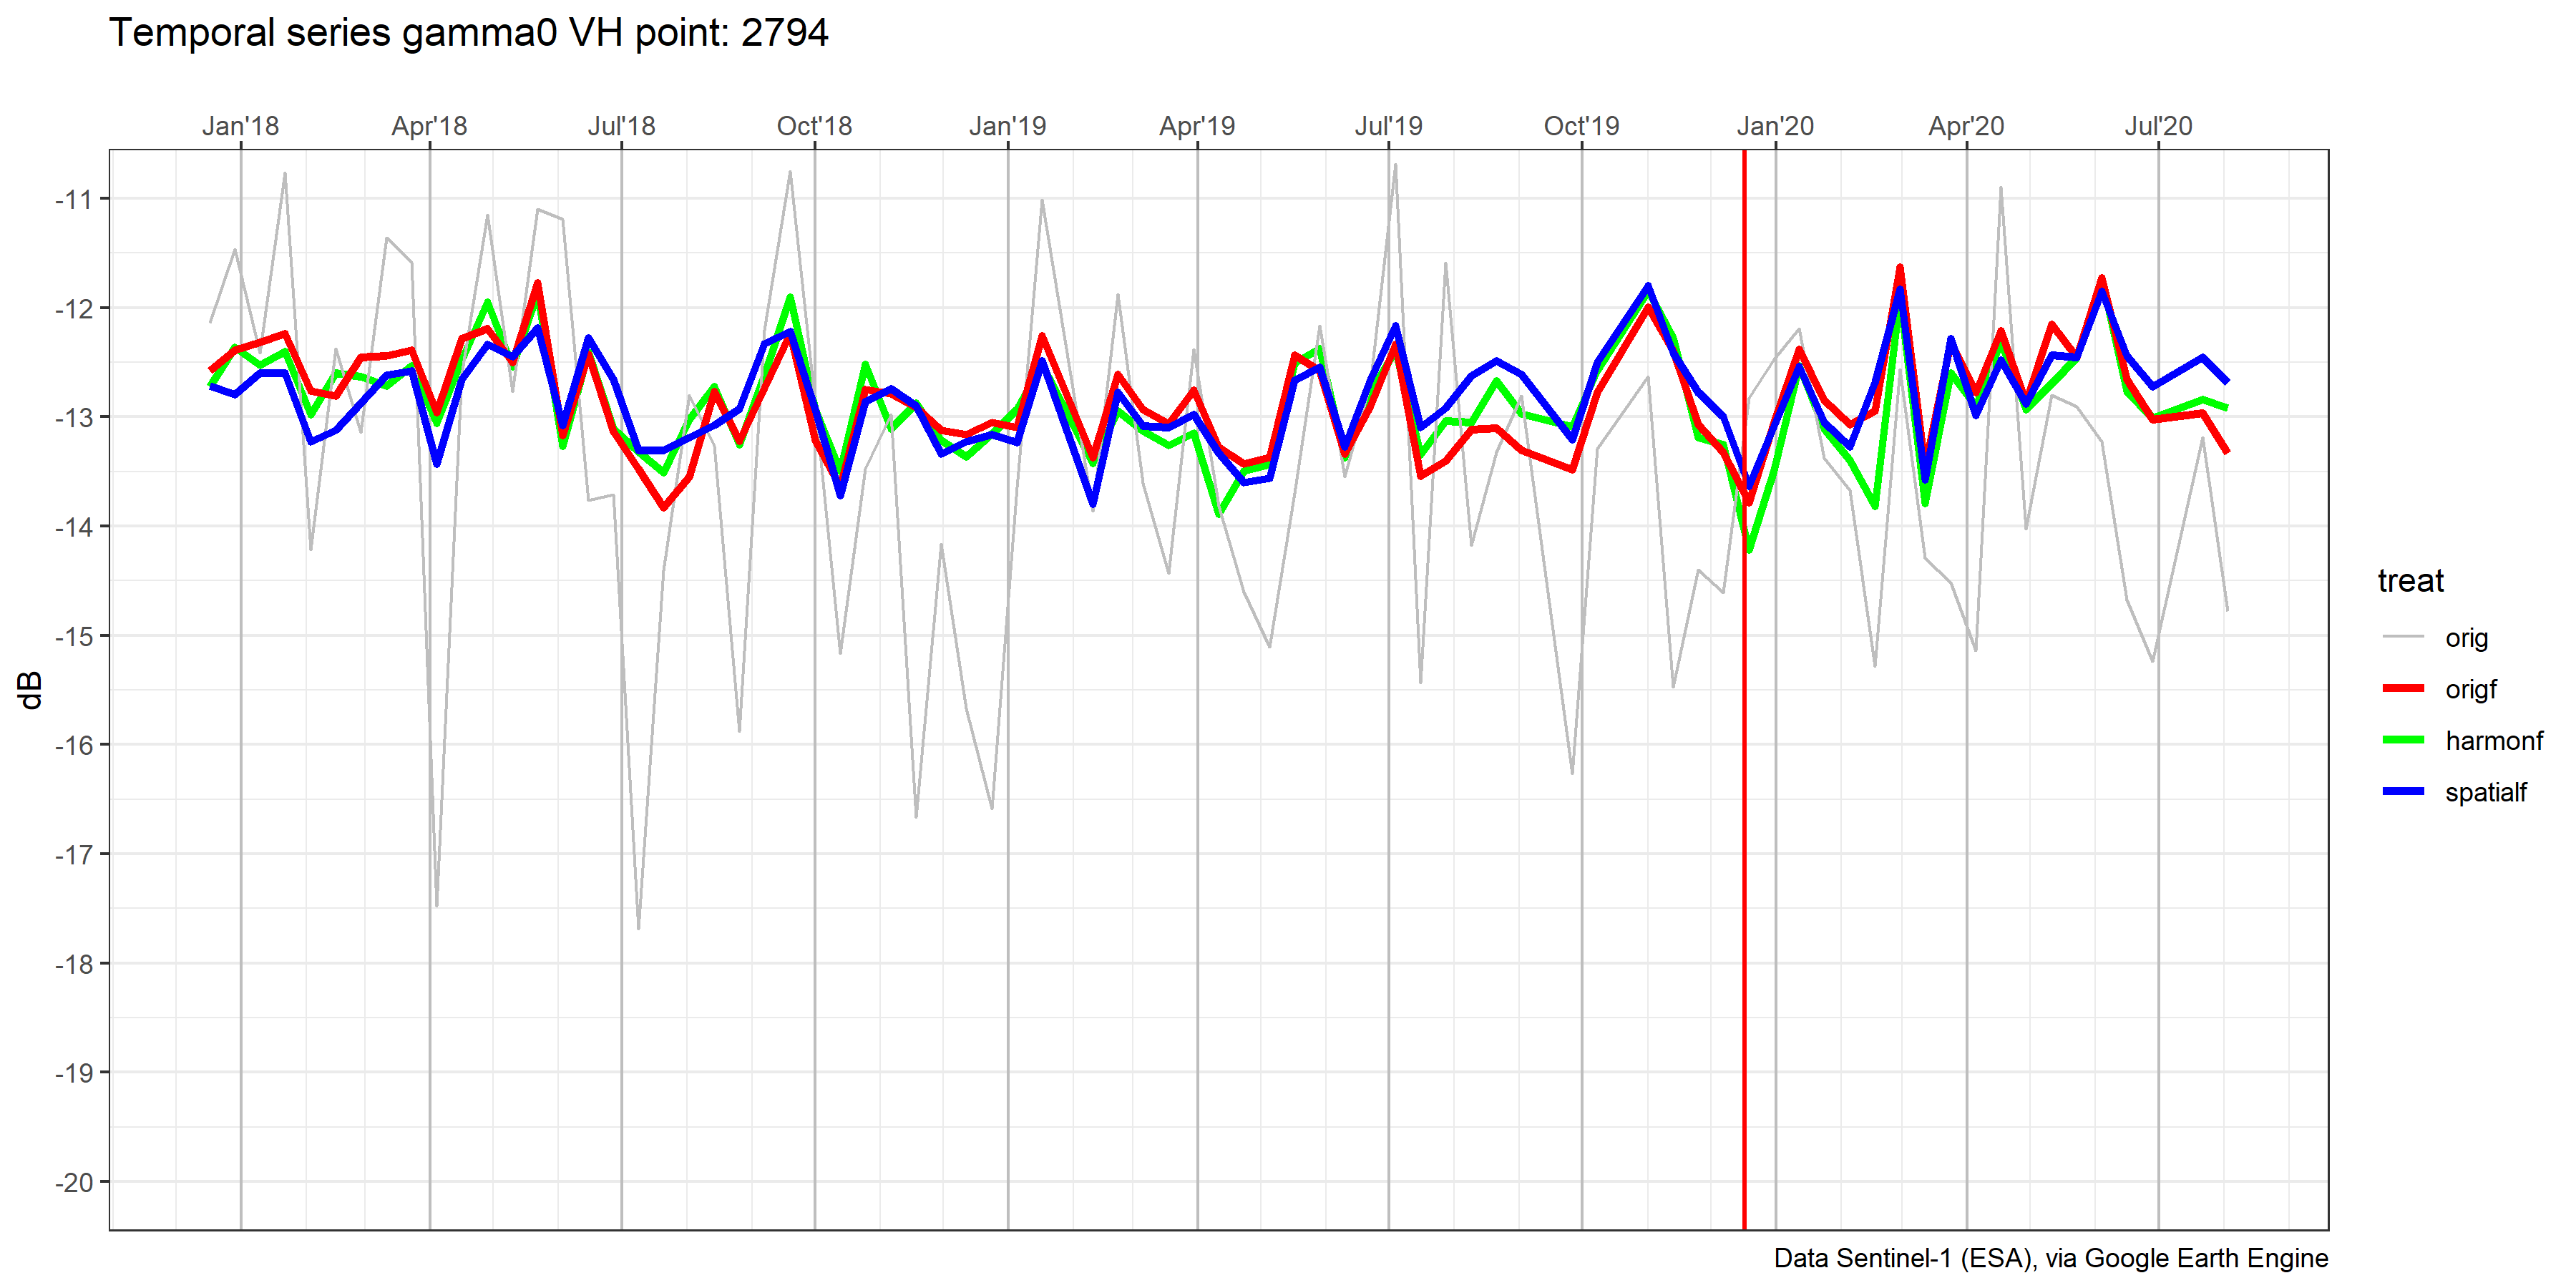 Temporal series gamma0 VH point: 2794
Jan'18 Apr'18 Jul'18 Oct'18 Jan'19 Apr'19 Jul'19 Oct'19 Jan'20 Apr'20 Jul'20
-11
-12
-13
-14
-15
-16
-17
-18
-19
-20
dB
treat
orig
origf
harmonf
spatialf
Data Sentinel-1 (ESA), via Google Earth Engine